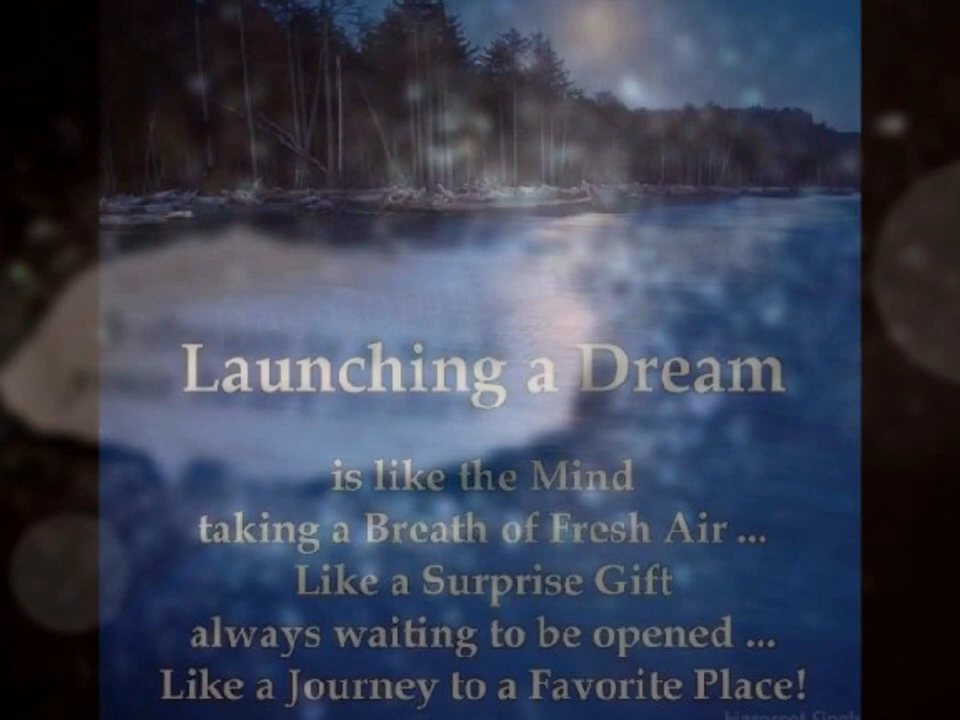 Launching a Dream
is like the Mind
taking a Breath of Fresh Air ...
Like a Surprise Gift
always waiting to be opened ...
Like a Journey to a Favorite Place!